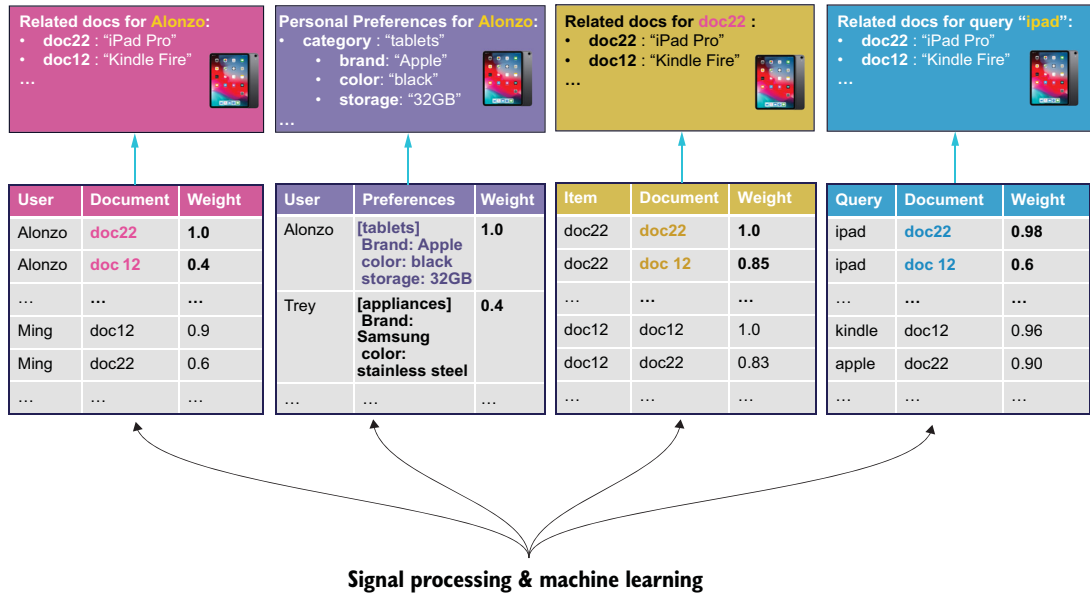 Related docs for Alonzo:
• doc22 : “iPad Pro”
• doc12 : “Kindle Fire”
…
Personal Preferences for Alonzo:
• category : “tablets”
• brand: “Apple”
• color: “black”
• storage: “32GB”
…
Related docs for doc22 :
• doc22 : “iPad Pro”
• doc12 : “Kindle Fire”
…
Related docs for query “ipad”:
• doc22 : “iPad Pro”
• doc12 : “Kindle Fire”
…
User Document Weight
Alonzo doc22 1.0
Alonzo doc 12 0.4
… … …
Ming doc12 0.9
Ming doc22 0.6
… … …
User Preferences Weight
Alonzo [tablets] 1.0
Brand: Apple
color: black
storage: 32GB
Trey [appliances] 0.4
Brand:
Samsung
color:
stainless steel
… … …
Item Document Weight
doc22 doc22 1.0
doc22 doc 12 0.85
… … …
doc12 doc12 1.0
doc12 doc22 0.83
… … …
Query Document Weight
ipad doc22 0.98
ipad doc 12 0.6
… … …
kindle doc12 0.96
apple doc22 0.90
… … …
Signal processing & machine learning